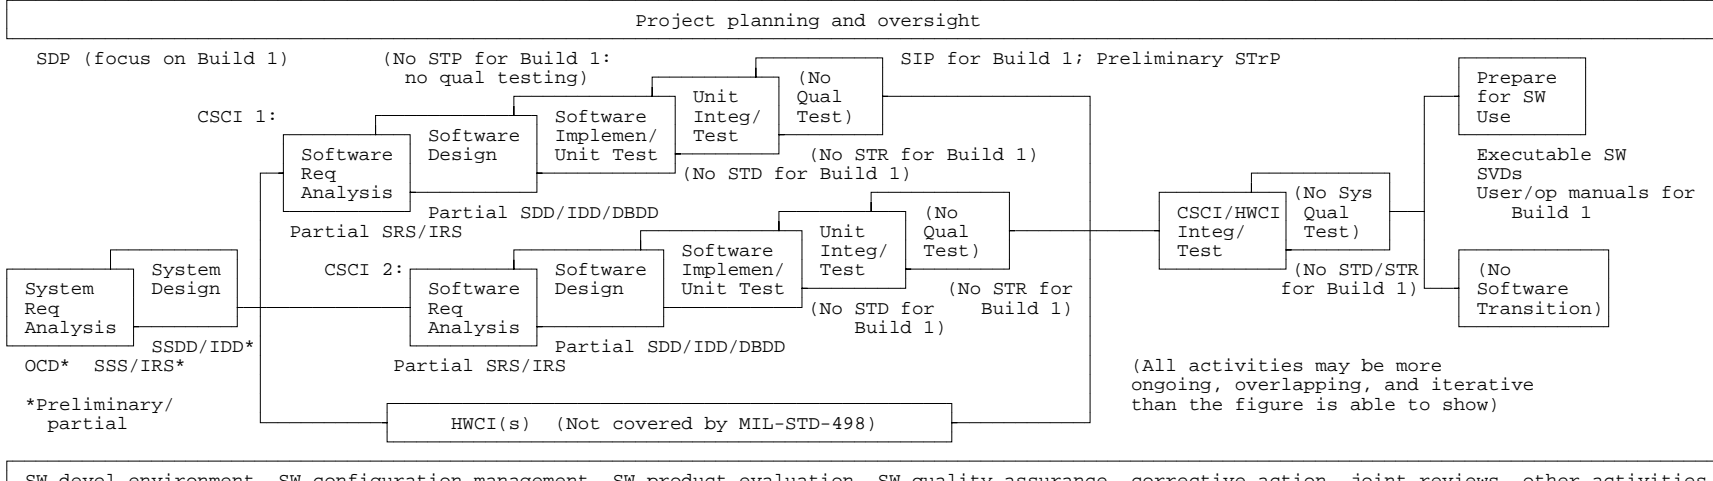 Project planning and oversight
SDP (focus on Build 1)
(No STP for Build 1:
no qual testing)
SIP for Build 1; Preliminary STrP
CSCI 1:
Software
Req
Analysis
Software
Design
Software
Implemen/
Unit Test
Unit
Integ/
Test
(No
Qual
Test)
(No STR for Build 1)
(No STD for Build 1)
Partial SDD/IDD/DBDD
Partial SRS/IRS
System
Req
Analysis
System
Design
SSDD/IDD*
OCD* SSS/IRS*
*Preliminary/
partial
CSCI 2:
Software
Req
Analysis
Software
Design
Software
Implemen/
Unit Test
Unit
Integ/
Test
(No
Qual
Test)
(No STR for
Build 1)
(No STD for
Build 1)
Partial SDD/IDD/DBDD
Partial SRS/IRS
HWCI(s) (Not covered by MIL-STD-498)
CSCI/HWCI
Integ/
Test
(No Sys
Qual
Test)
(No STD/STR
for Build 1)
Prepare
for SW
Use
Executable SW
SVDs
User/op manuals for
Build 1
(No
Software
Transition)
(All activities may be more
ongoing, overlapping, and iterative
than the figure is able to show)
SW devel environment, SW configuration management, SW product evaluation, SW quality assurance, corrective action, joint reviews, other activities